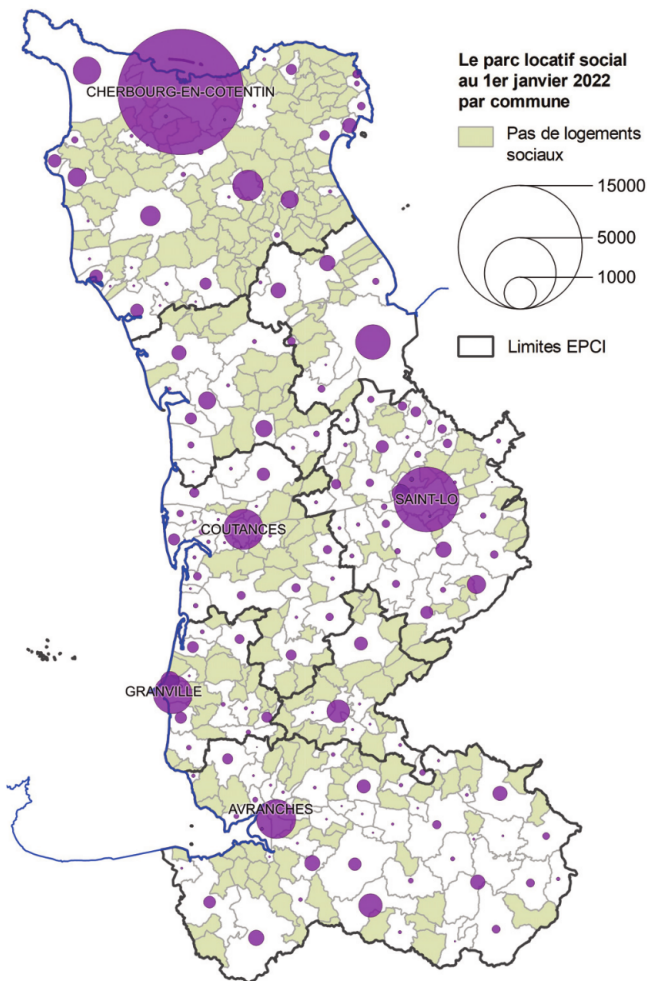 Le parc locatif social
au 1er janvier 2022
par commune
Pas de logements
sociaux
15000
5000
1000
Limites EPCI
CHERBOURG-EN-COTENTIN
SAINT-LO
COUTANCES
GRANVILLE
AVRANCHES